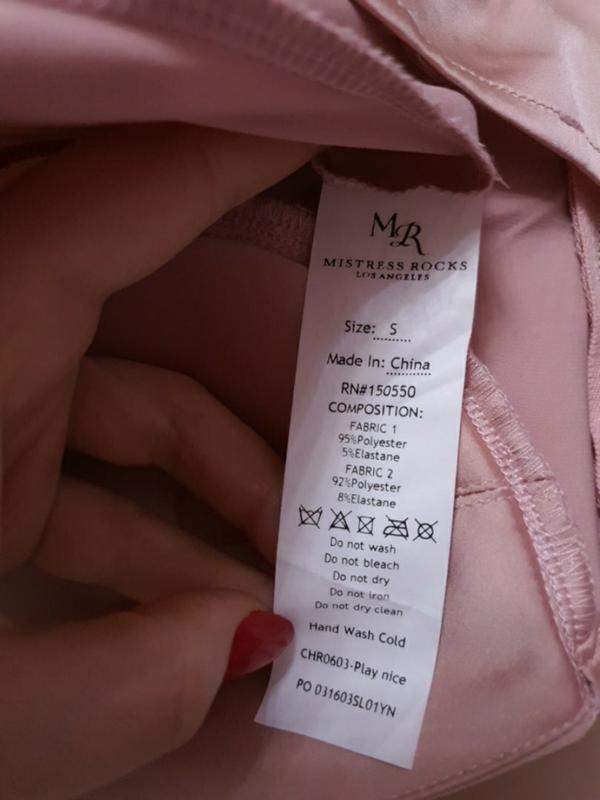 MR
MISTRESS ROCKS
LOS ANGELES
Size: S
Made In: China
RN#150550
COMPOSITION:
FABRIC 1
95%Polyester
5%Elastane
FABRIC 2
92%Polyester
8%Elastane
Do not wash
Do not bleach
Do not dry
Do not iron
Do not dry clean
Hand Wash Cold
CHR0603-Play nice
PO 031603SL01YN